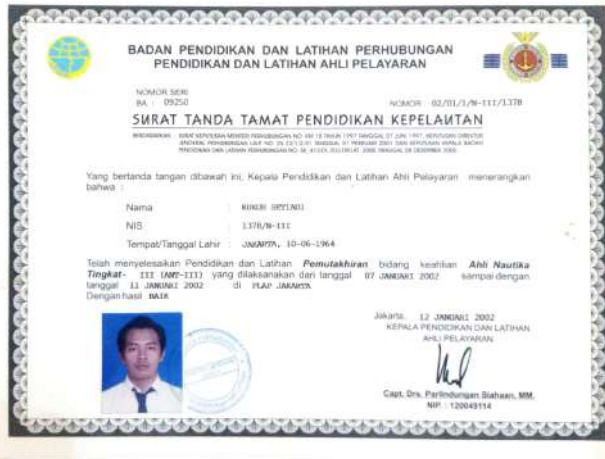 BADAN PENDIDIKAN DAN LATIHAN PERHUBUNGAN
PENDIDIKAN DAN LATIHAN AHLI PELAYARAN
NOMOR SERI
BA : 09250
NOMOR : 02/01/1/N-III/1378
SURAT TANDA TAMAT PENDIDIKAN KEPELAUTAN
Yang bertanda tangan dibawah ini, Kepala Pendidikan dan Latihan Ahli Pelayaran menerangkan
bahwa :
Nama :
NIS : 1378/N-III
Tempat/Tanggal Lahir : JAKARTA, 10-06-1964
Telah menyelesaikan Pendidikan dan Latihan Pemutakhiran bidang keahlian Ahli Nautika
Tingkat- III (ANT-III) yang dilaksanakan dari tanggal 07 JANUARI 2002 sampai dengan
tanggal 11 JANUARI 2002 di PLAP JAKARTA
Dengan hasil BAIK
Jakarta, 12 JANUARI 2002
KEPALA PENDIDIKAN DAN LATIHAN
AHLI PELAYARAN
Capt. Drs. Parlindungan Siahaan, MM.
NIP. : 120049114